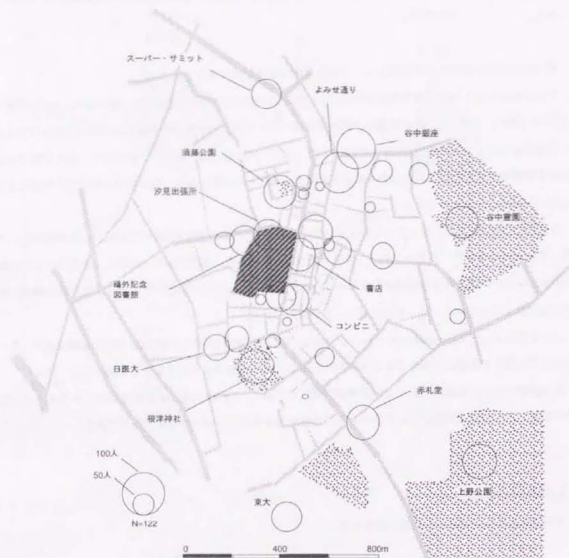 スーパー・サミット
よみせ通り
谷中銀座
須藤公園
汐見出張所
谷中霊園
鴎外記念
図書館
書店
コンビニ
日医大
根津神社
赤札堂
100人
50人
N=122
東大
上野公園
0 400 800m